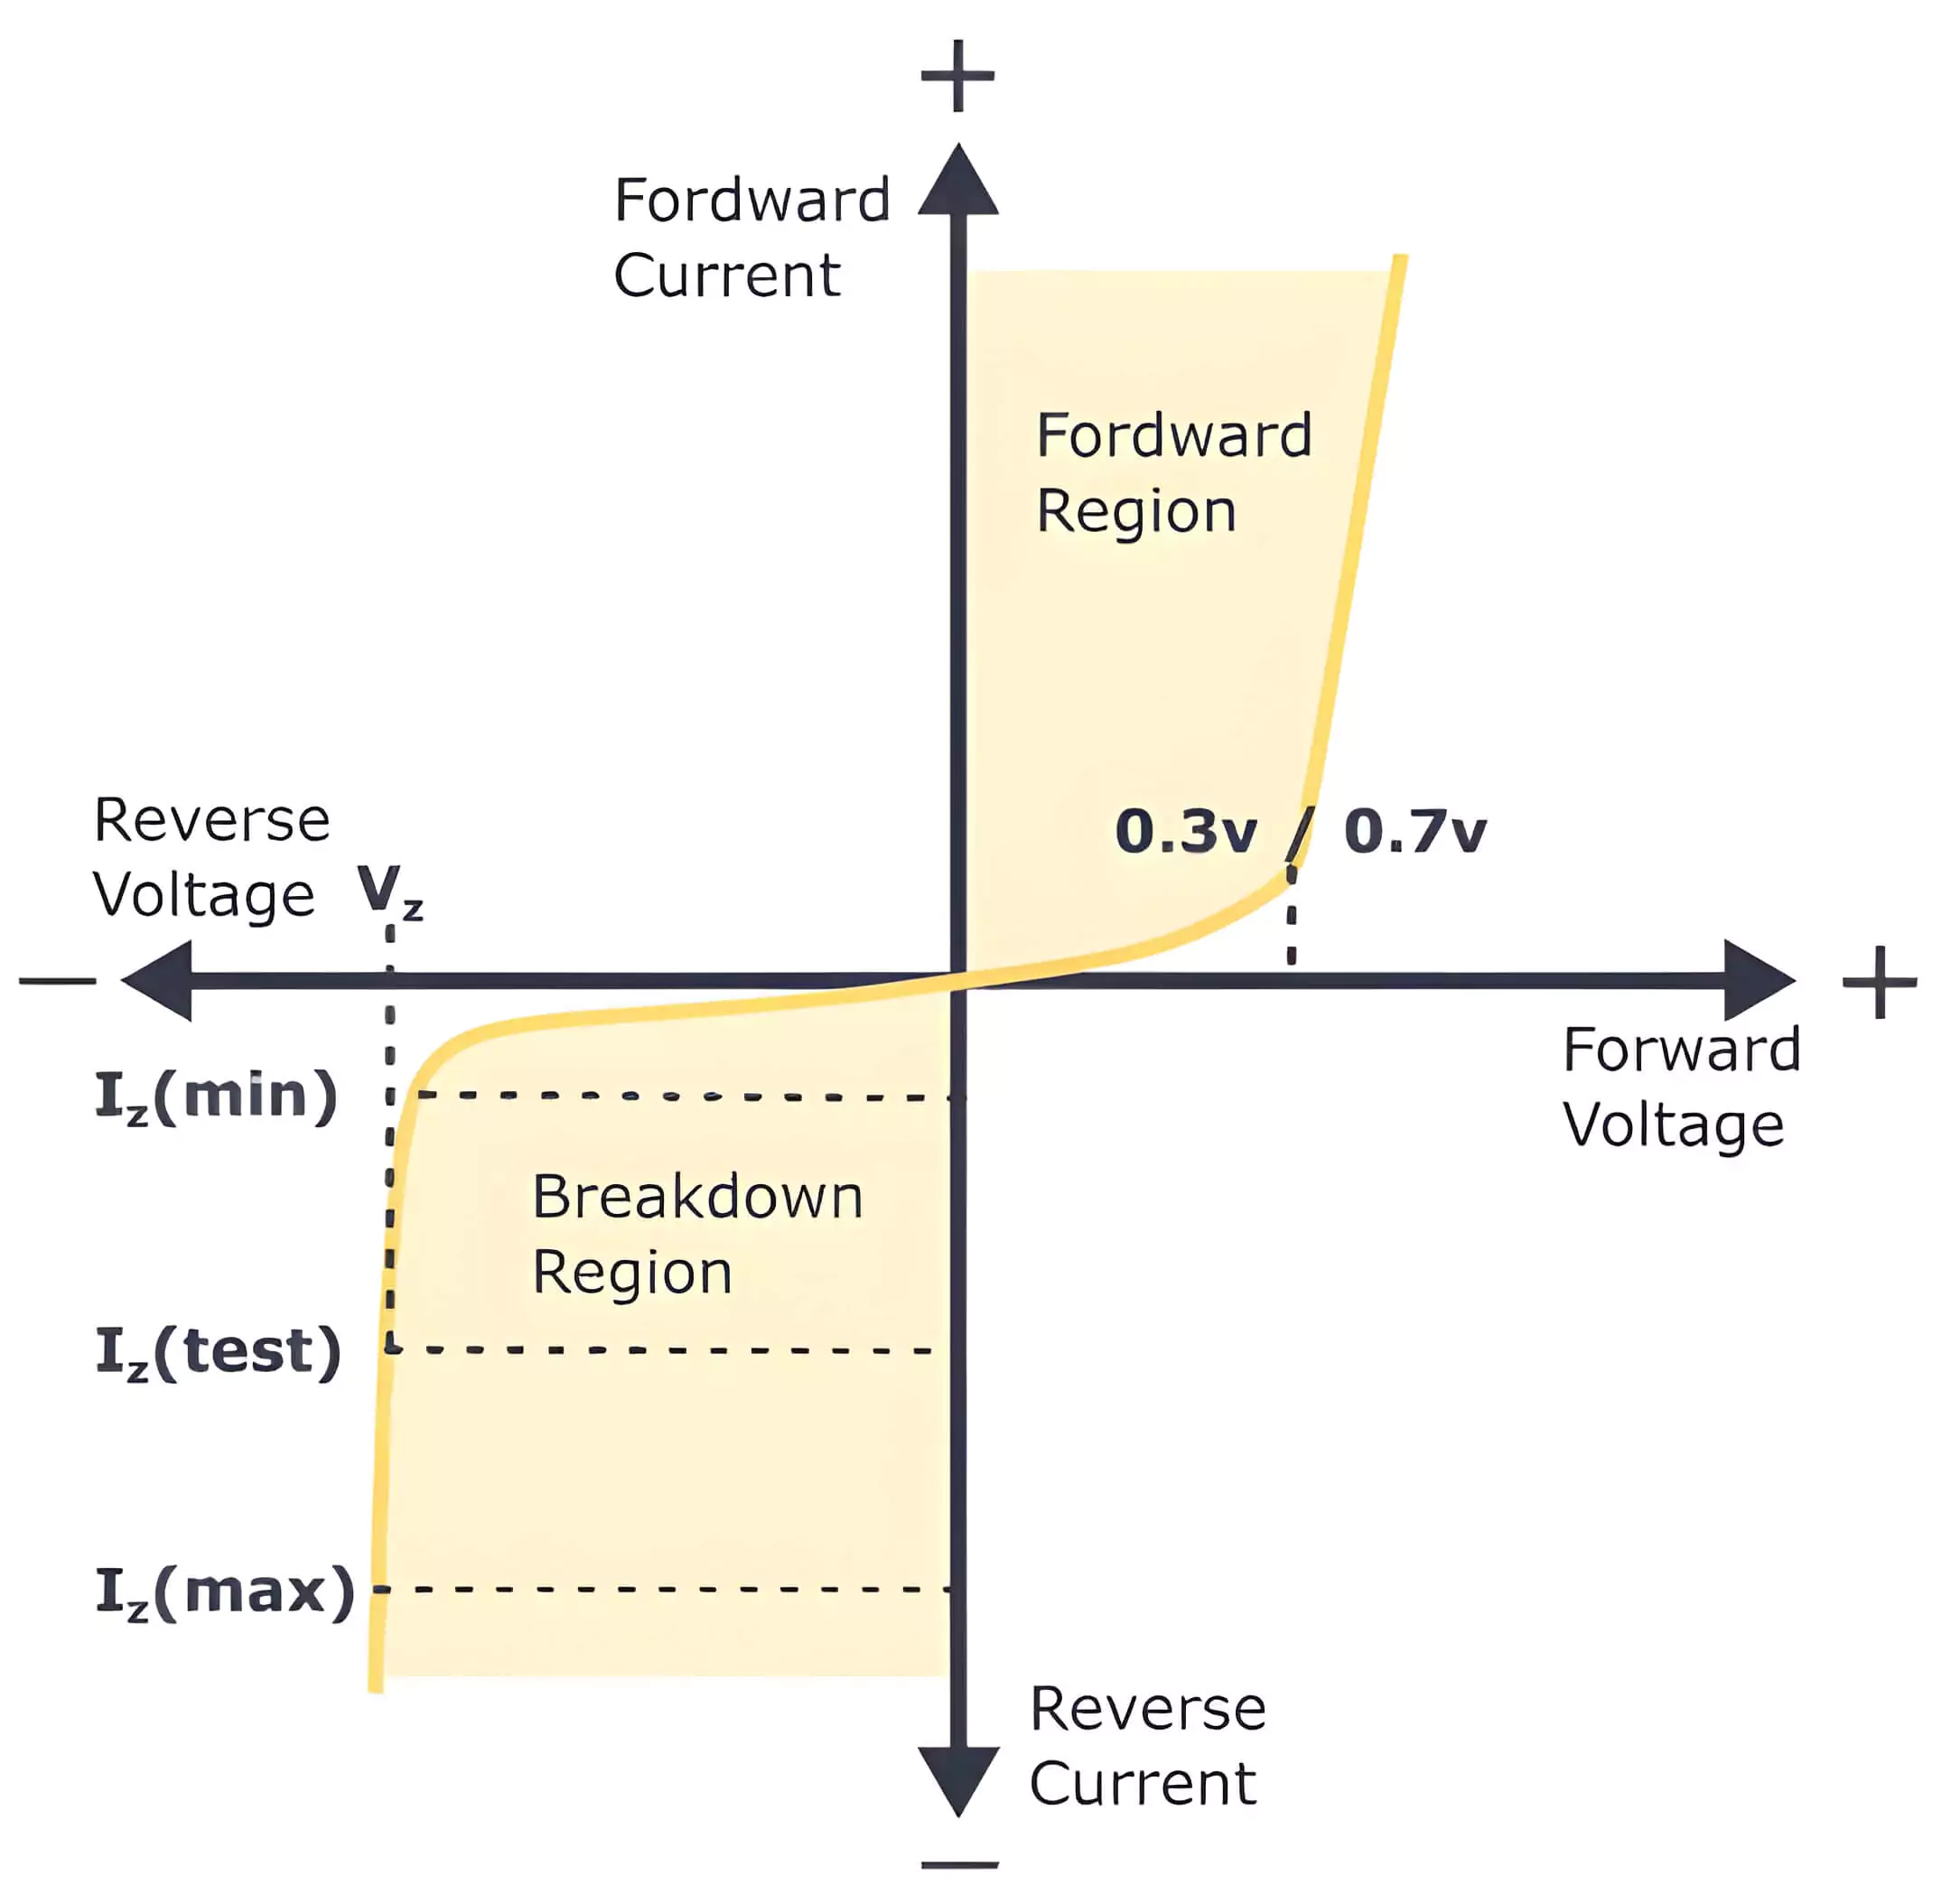 +
Fordward
Current
Fordward
Region
0.3v 0.7v
Reverse
Voltage
Vz
— +
Forward
Voltage
Iz(min)
Breakdown
Region
Iz(test)
Iz(max)
Reverse
Current
—